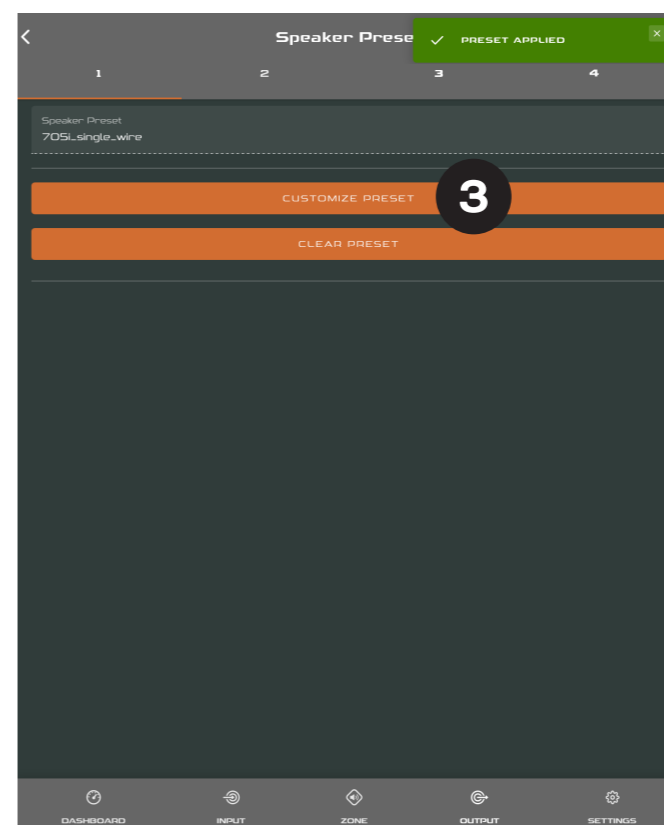 Speaker Prese
PRESET APPLIED
1 2 3 4
Speaker Preset
705i_single_wire
CUSTOMIZE PRESET
3
CLEAR PRESET
DASHBOARD INPUT ZONE OUTPUT SETTINGS